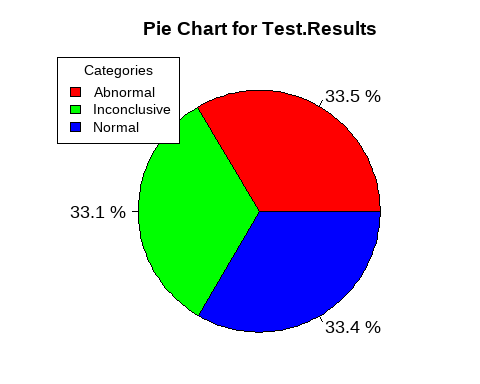 Pie Chart for Test.Results
Categories
Abnormal
Inconclusive
Normal
33.5 %
33.1 %
33.4 %